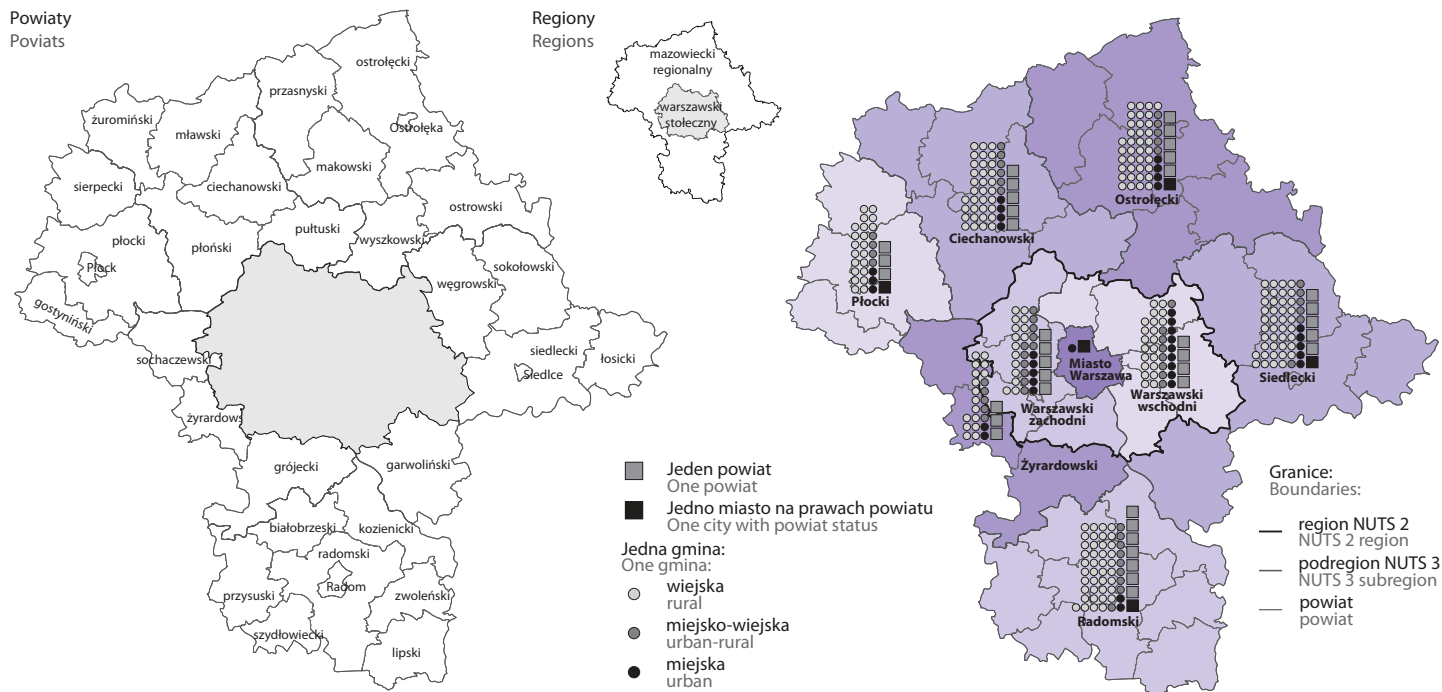 Powiaty
Poviats
ostrołęcki
przasnyski
żuromiński
mławski
Ostrołęka
makowski
sierpecki
ciechanowski
ostrowski
płocki
płoński
pułtuski
wyszkowski
Płock
sokołowski
węgrowski
gostyniński
sochaczewski
siedlecki
łosicki
Siedlce
żyrardows
grójecki
garwoliński
białobrzeski
kozienicki
radomski
przysuski
Radom
zwoleński
szydłowiecki
lipski
Regiony
Regions
mazowiecki
regionalny
warszawski
stołeczny
Jeden powiat
One powiat
Jedno miasto na prawach powiatu
One city with powiat status
Jedna gmina:
One gmina:
wiejska
rural
miejsko-wiejska
urban-rural
miejska
urban
Ostrołęcki
Ciechanowski
Płocki
Miasto
Warszawa
Warszawski
wschodni
Siedlecki
Warszawski
zachodni
Żyrardowski
Radomski
Granice:
Boundaries:
region NUTS 2
NUTS 2 region
podregion NUTS 3
NUTS 3 subregion
powiat
powiat